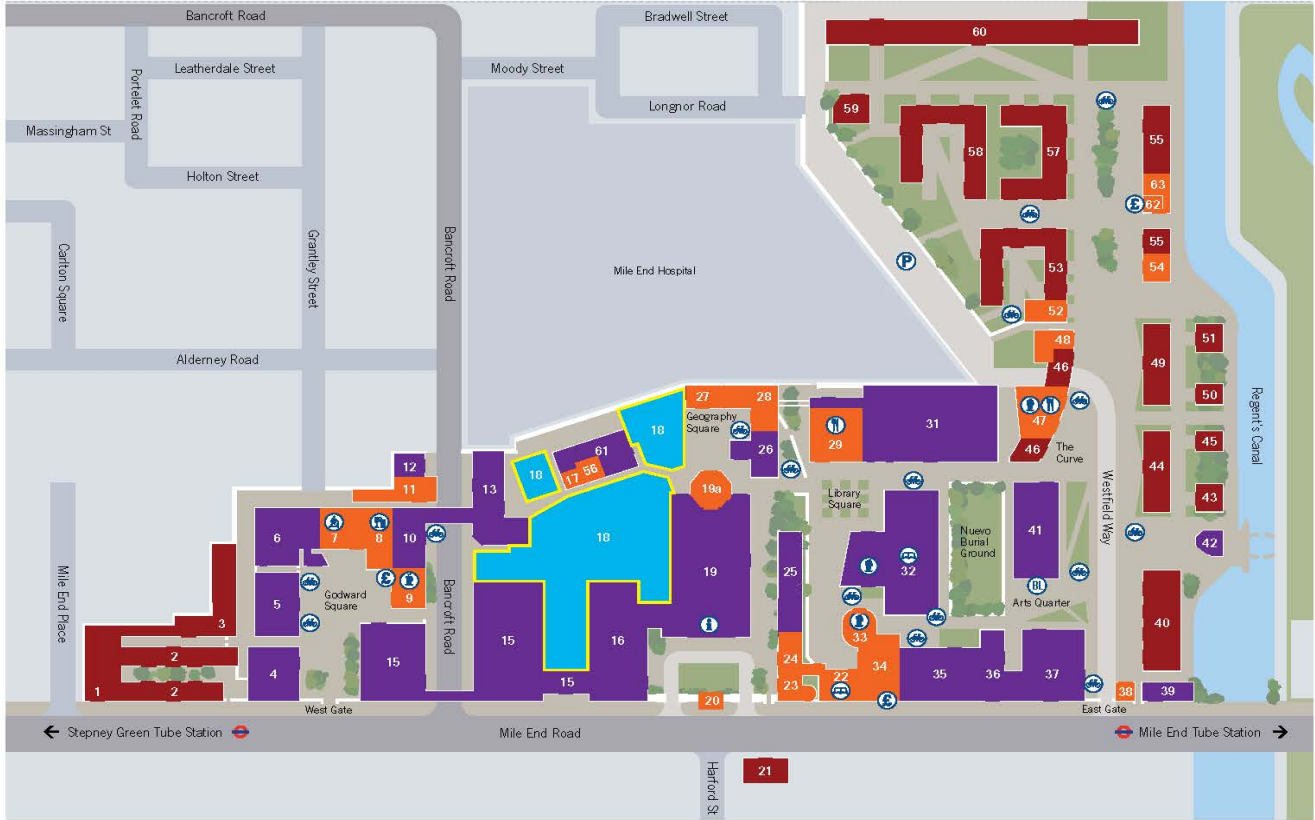 Bancroft Road
Bradwell Street
60
Leatherdale Street
Moody Street
Portelet Road
Longnor Road
59
Massingham St
55
58
57
Holton Street
63
£
62
Carlton Square
Grantley Street
Bancroft Road
55
Mile End Hospital
P
53
54
52
48
51
49
Alderney Road
46
50
27
28
Geography
Square
18
29
31
47
46
The
Curve
Regent's Canal
45
61
26
12
18
17
56
44
11
13
19a
Library
Square
43
Westfield Way
6
7
8
10
18
19
25
32
Nuevo
Burial
Ground
41
42
£
BL
Arts Quarter
5
Godward
Square
9
Mile End Place
Bancroft Road
i
33
40
3
2
4
15
15
16
24
34
35
36
37
1
2
15
23
22
£
20
38
39
West Gate
East Gate
← Stepney Green Tube Station
Mile End Road
Mile End Tube Station →
Harford St
21